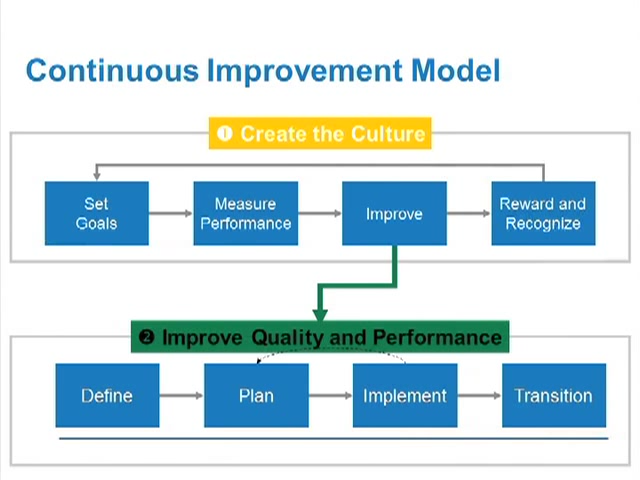 Continuous Improvement Model
❶ Create the Culture
Set
Goals
Measure
Performance
Improve
Reward and
Recognize
❷ Improve Quality and Performance
Define
Plan
Implement
Transition